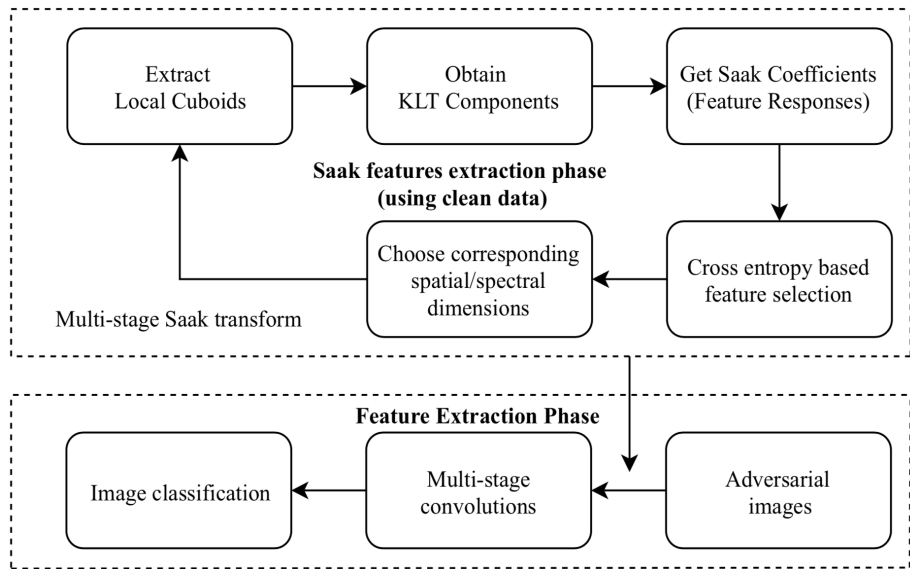 Extract
Local Cuboids
Obtain
KLT Components
Get Saak Coefficients
(Feature Responses)
Saak features extraction phase
(using clean data)
Choose corresponding
spatial/spectral
dimensions
Cross entropy based
feature selection
Multi-stage Saak transform
Feature Extraction Phase
Image classification
Multi-stage
convolutions
Adversarial
images